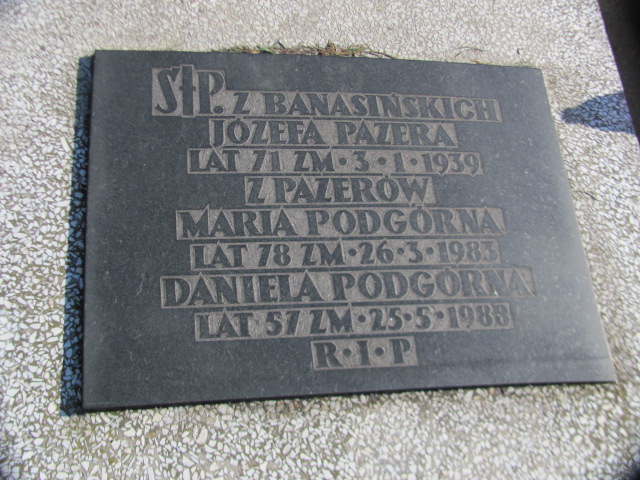 Ś†P. Z BANASIŃSKICH
JÓZEFA PAZERA
LAT 71 ZM·3·1·1939
Z PAZERÓW
MARIA PODGÓRNA
LAT 78 ZM·26·3·1983
DANIELA PODGÓRNA
LAT 57 ZM·25·5·1988
R·I·P